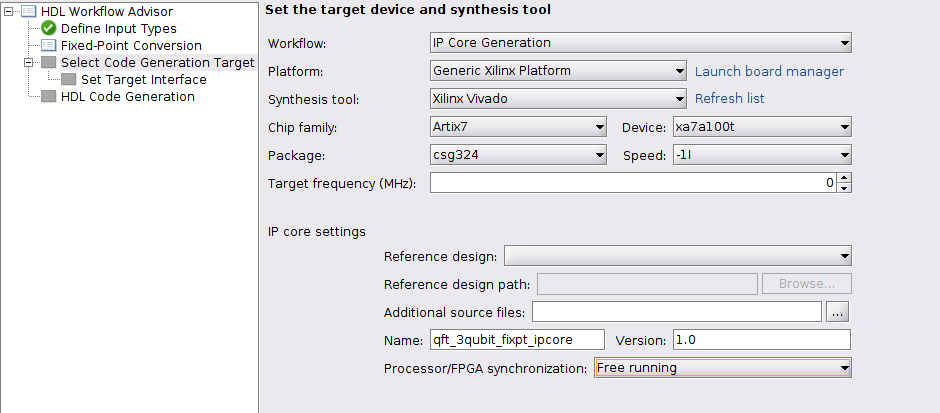 HDL Workflow Advisor
Define Input Types
Fixed-Point Conversion
Select Code Generation Target
Set Target Interface
HDL Code Generation
Set the target device and synthesis tool
Workflow: IP Core Generation
Platform: Generic Xilinx Platform Launch board manager
Synthesis tool: Xilinx Vivado Refresh list
Chip family: Artix7 Device: xa7a100t
Package: csg324 Speed: -1I
Target frequency (MHz): 0
IP core settings
Reference design:
Reference design path: Browse...
Additional source files: ...
Name: qft_3qubit_fixpt_ipcore Version: 1.0
Processor/FPGA synchronization: Free running